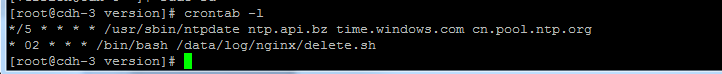 [root@cdh-3 version]# crontab -l
*/5 * * * * /usr/sbin/ntpdate ntp.api.bz time.windows.com cn.pool.ntp.org
* 02 * * * /bin/bash /data/log/nginx/delete.sh
[root@cdh-3 version]#